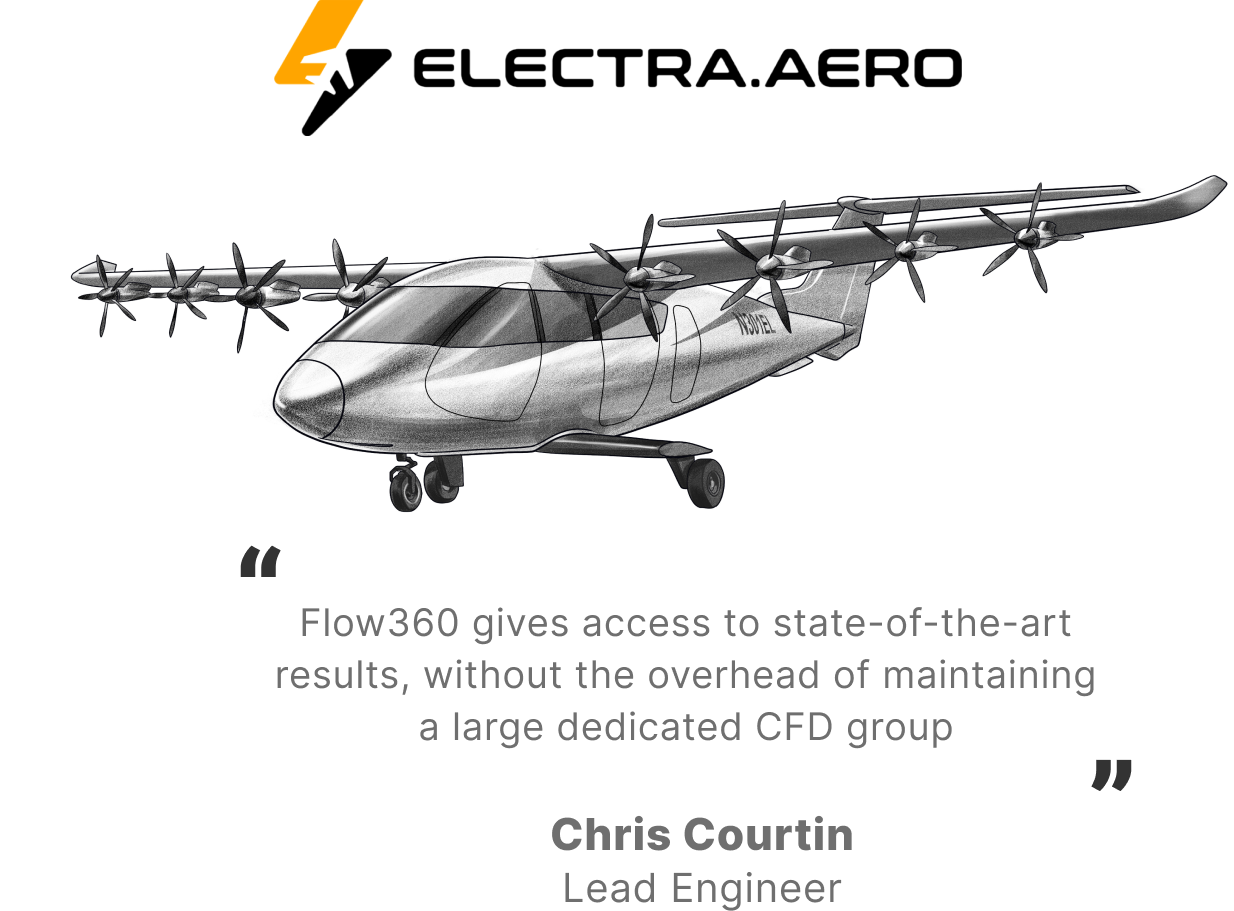 ELECTRA.AERO
N301EL
“
Flow360 gives access to state-of-the-art
results, without the overhead of maintaining
a large dedicated CFD group
”
Chris Courtin
Lead Engineer